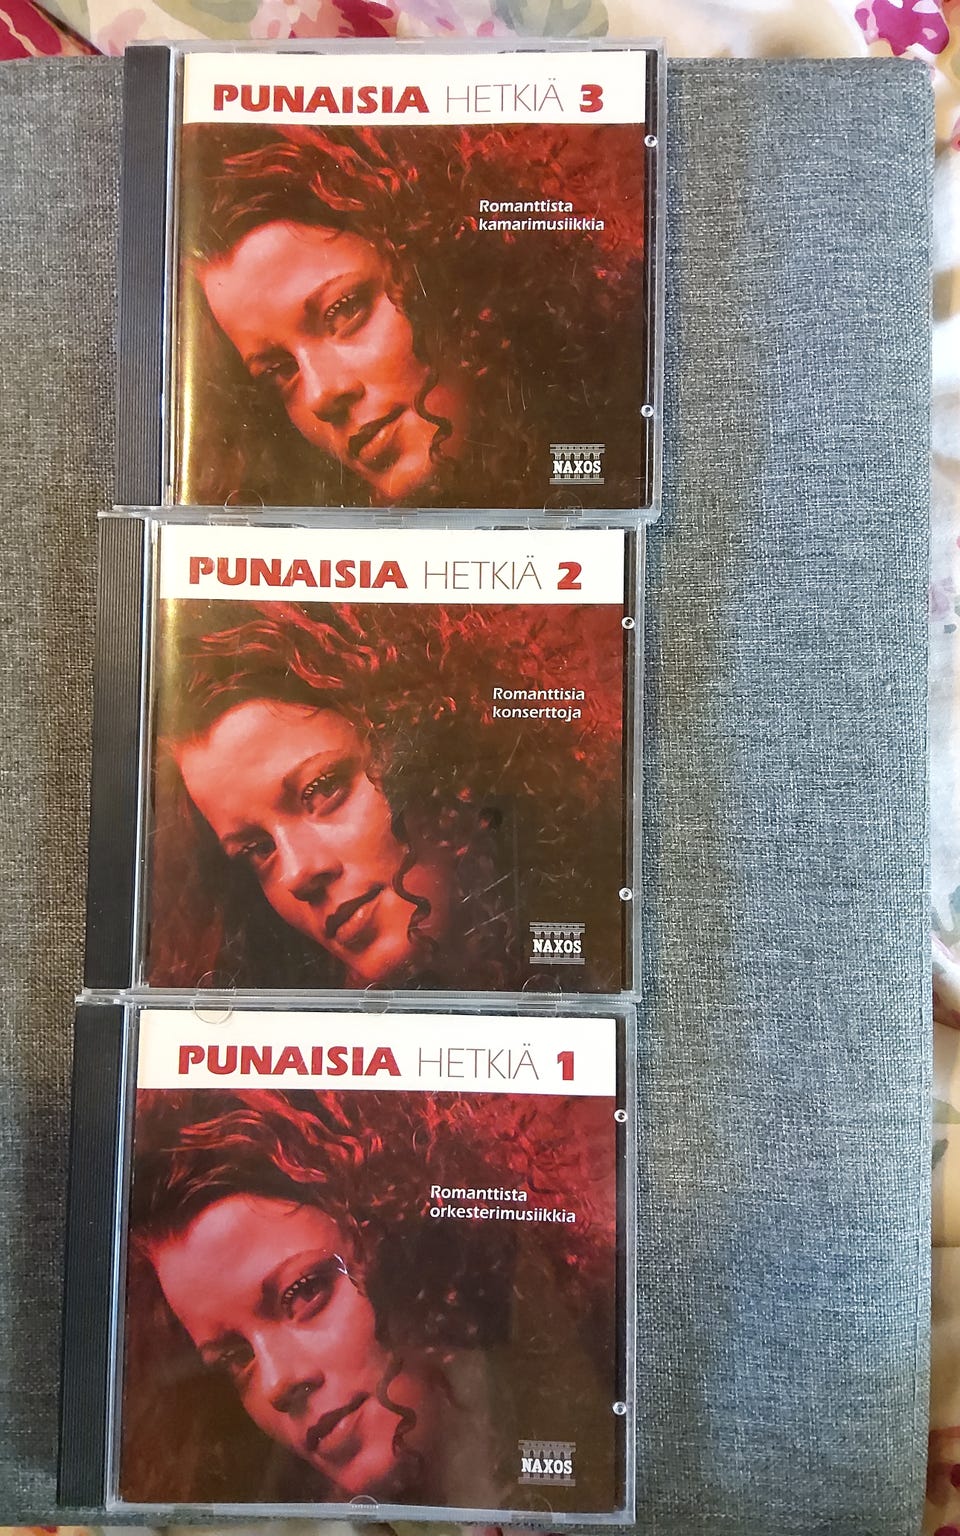 PUNAISIA HETKIÄ 3
Romanttista
kamarimusiikkia
NAXOS
PUNAISIA HETKIÄ 2
Romanttisia
konserttoja
NAXOS
PUNAISIA HETKIÄ 1
Romanttista
orkesterimusiikkia
NAXOS